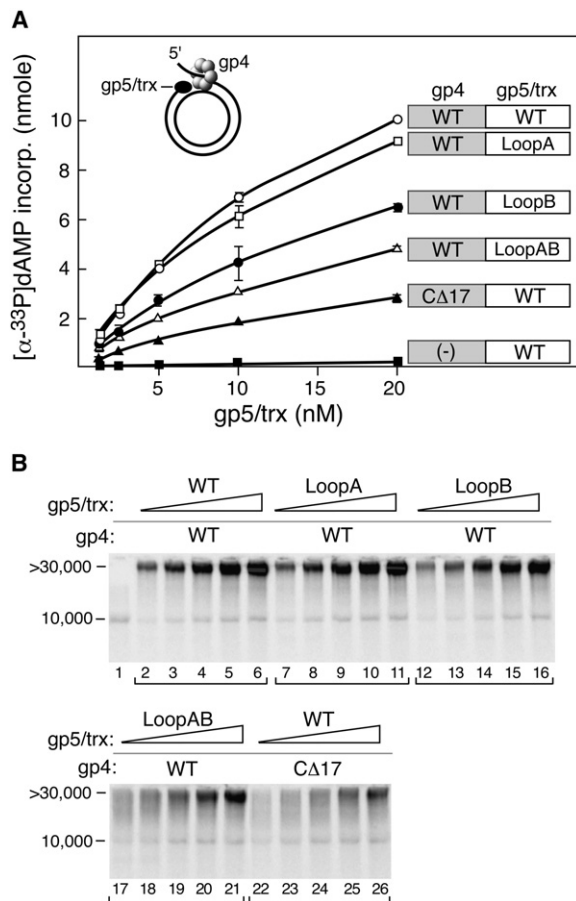 A
[α-³³P]dAMP incorp. (nmole)
10
8
6
4
2
5'
gp4
gp5/trx
gp4 gp5/trx
WT WT
WT LoopA
WT LoopB
WT LoopAB
CΔ17 WT
(-) WT
5 10 15 20
gp5/trx (nM)
B
WT LoopA LoopB
gp5/trx:
gp4: WT WT WT
>30,000
10,000
1 2 3 4 5 6 7 8 9 10 11 12 13 14 15 16
LoopAB WT
gp5/trx:
gp4: WT CΔ17
>30,000
10,000
17 18 19 20 21 22 23 24 25 26